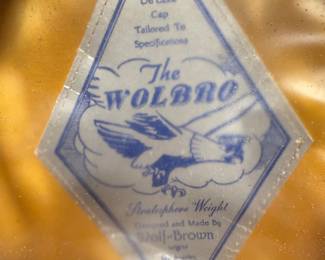 De Luxe
Cap
Tailored To
Specifications
The
WOLBRO
Stratosphere Weight
Designed and Made By
Wolf-Brown